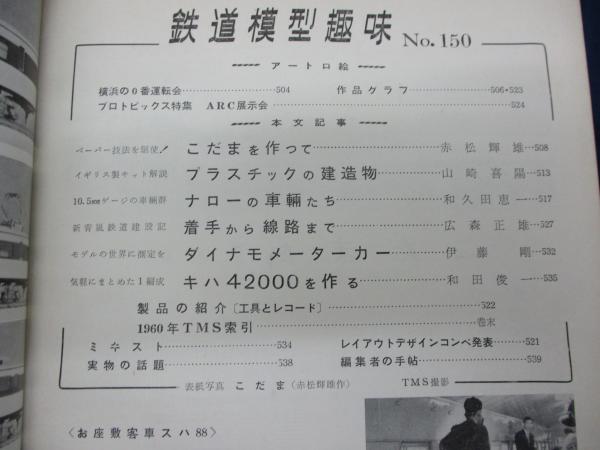 鉄道模型趣味 No.150
アート口絵
横浜の0番運転会 504 作品グラフ 506・523
プロトピックス特集 ARC展示会 524
本文記事
ペーパー技法を駆使! こだまを作って 赤松輝雄 508
イギリス製キット解説 プラスチックの建造物 山崎喜陽 513
10.5㎜ゲージの車輛群 ナローの車輛たち 和久田恵一 517
新青嵐鉄道建設記 着手から線路まで 広森正雄 527
モデルの世界に測定を ダイナモメーターカー 伊藤剛 532
気軽にまとめた1編成 キハ42000を作る 和田俊一 535
製品の紹介〔工具とレコード〕 522
1960年TMS索引 巻末
ミキスト 534 レイアウトデザインコンペ発表 521
実物の話題 538 編集者の手帖 539
表紙写真 こだま(赤松輝雄作) TMS撮影
〈お座敷客車スハ88〉